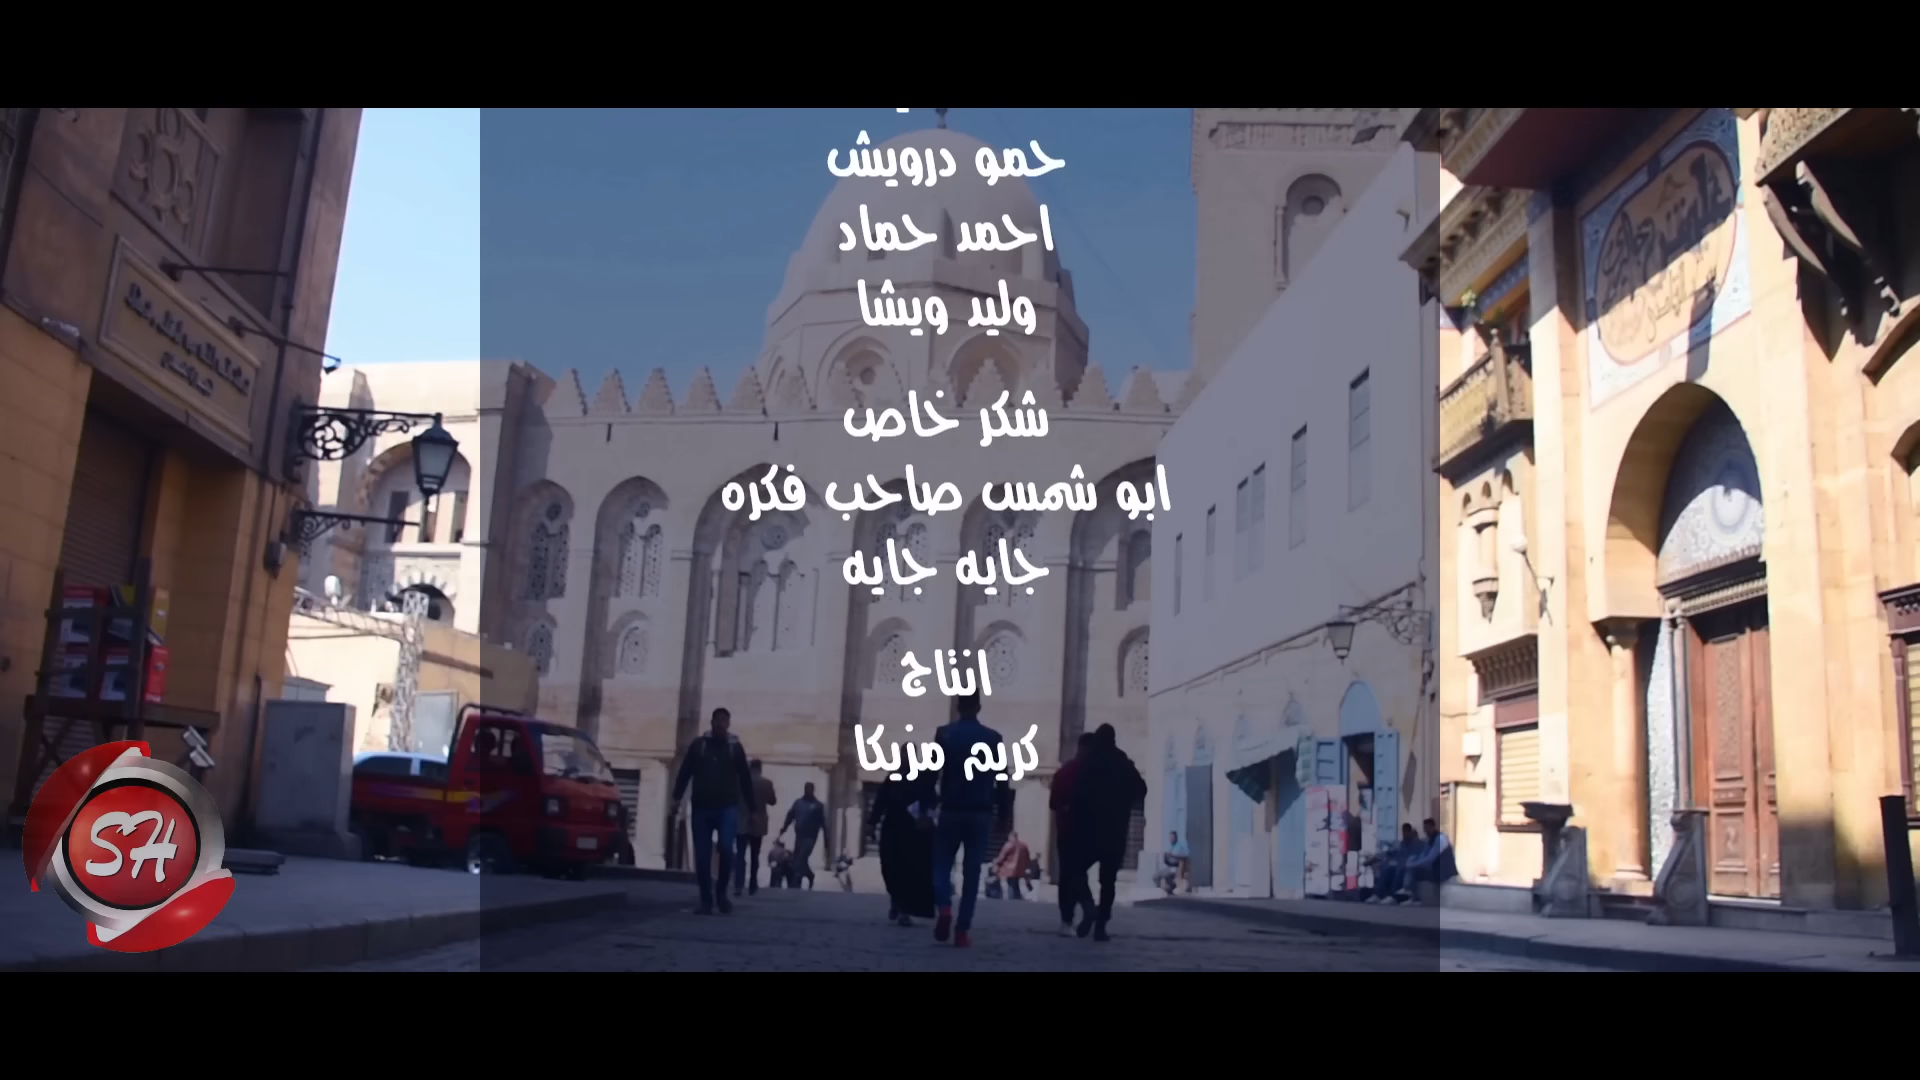 حمو درويش
احمد حماد
وليد ويشا
شكر خاص
ابو شمس صاحب فكره
جايه جايه
انتاج
كريم مزيكا
SH